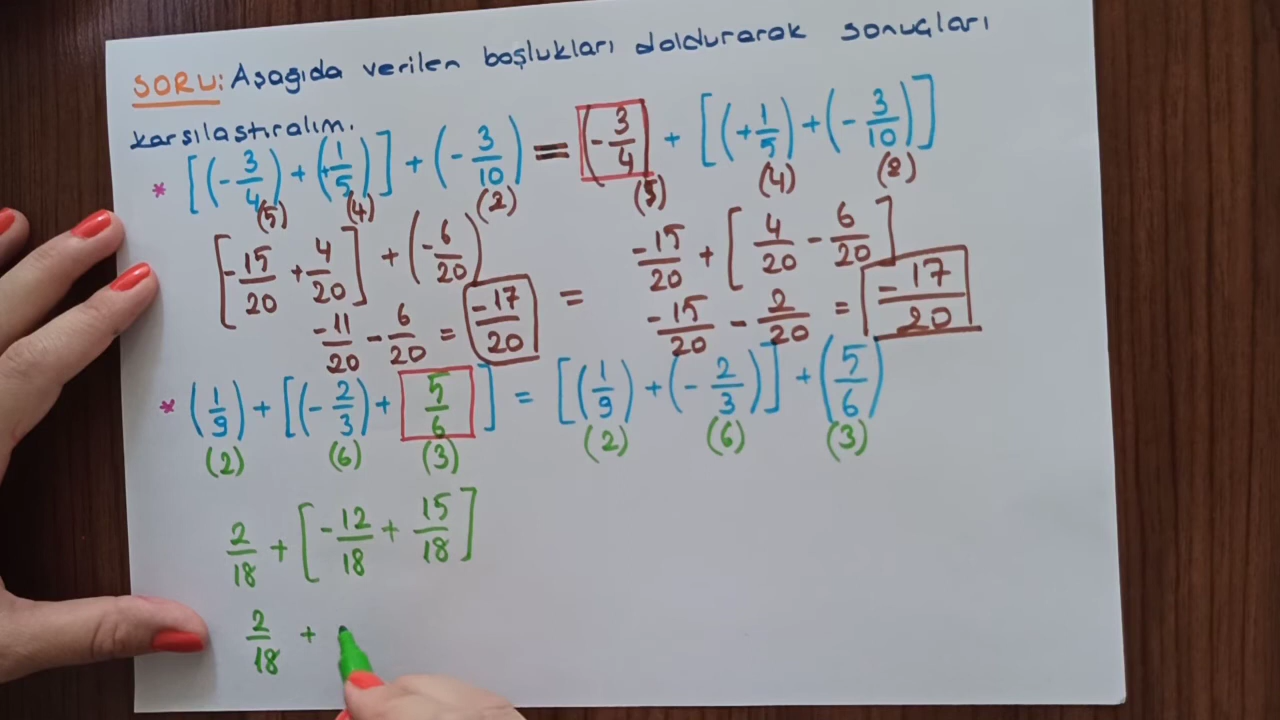 SORU: Aşağıda verilen boşlukları doldurarak sonuçları
karşılaştıralım.
* [(-3/4) + (+1/5)] + (-3/10) = (-3/4) + [(+1/5) + (-3/10)]
(5) (4) (2) (5) (4) (2)
[-15/20 + 4/20] + (-6/20) -15/20 + [4/20 - 6/20]
-11/20 - 6/20 = -17/20 = -15/20 - 2/20 = -17/20
* (1/9) + [(-2/3) + 5/6] = [(1/9) + (-2/3)] + (5/6)
(2) (6) (3) (2) (6) (3)
2/18 + [-12/18 + 15/18]
2/18 +